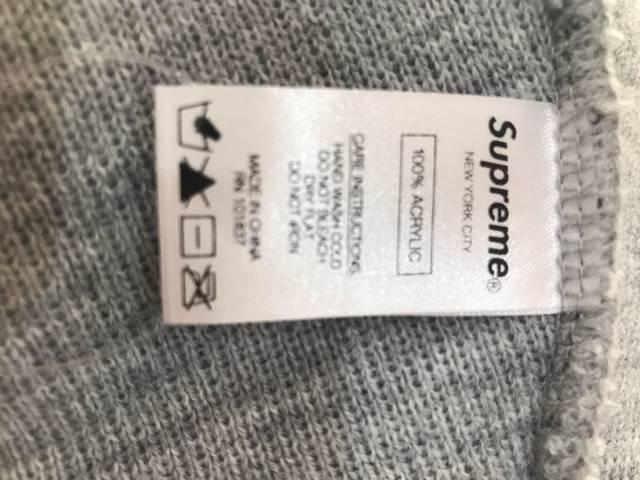 Supreme®
NEW YORK CITY
100% ACRYLIC
CARE INSTRUCTIONS
HAND WASH COLD
DO NOT BLEACH
DRY FLAT
DO NOT IRON
MADE IN CHINA
RN 101837